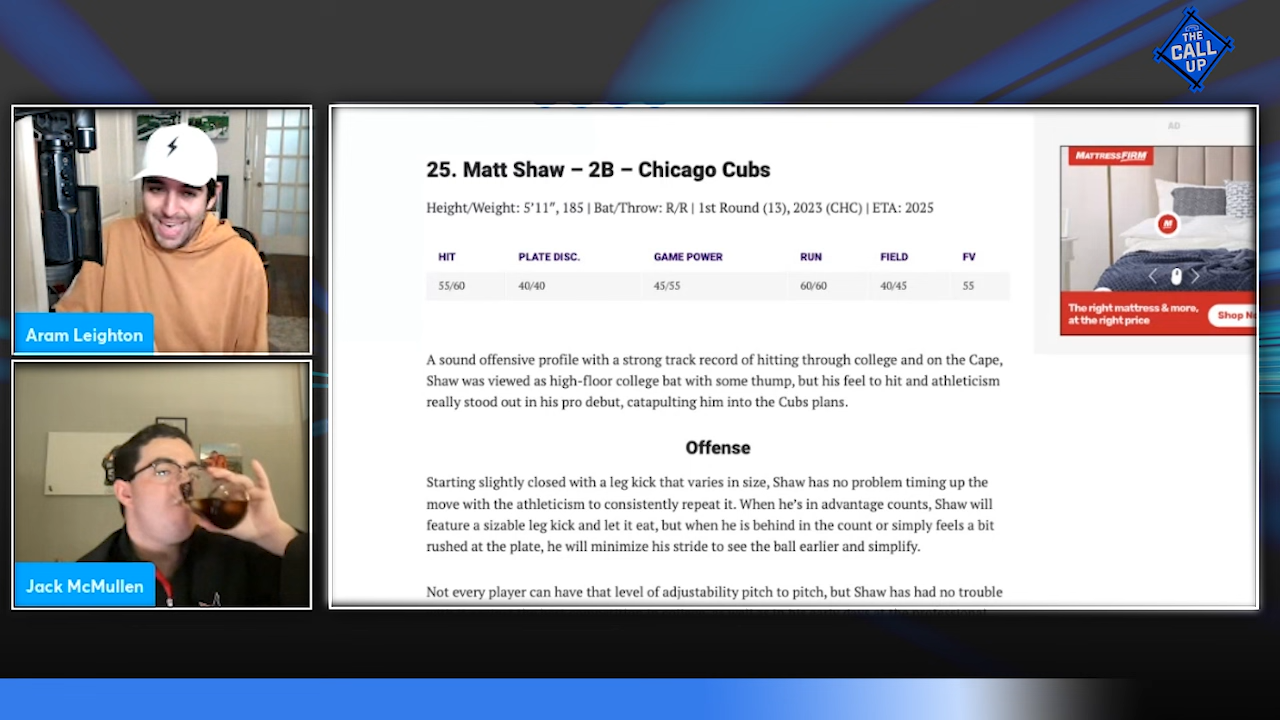 THE
CALL
UP
Aram Leighton
Jack McMullen
25. Matt Shaw – 2B – Chicago Cubs
Height/Weight: 5'11", 185 | Bat/Throw: R/R | 1st Round (13), 2023 (CHC) | ETA: 2025
HIT PLATE DISC. GAME POWER RUN FIELD FV
55/60 40/40 45/55 60/60 40/45 55
A sound offensive profile with a strong track record of hitting through college and on the Cape,
Shaw was viewed as high-floor college bat with some thump, but his feel to hit and athleticism
really stood out in his pro debut, catapulting him into the Cubs plans.
Offense
Starting slightly closed with a leg kick that varies in size, Shaw has no problem timing up the
move with the athleticism to consistently repeat it. When he's in advantage counts, Shaw will
feature a sizable leg kick and let it eat, but when he is behind in the count or simply feels a bit
rushed at the plate, he will minimize his stride to see the ball earlier and simplify.
Not every player can have that level of adjustability pitch to pitch, but Shaw has had no trouble
AD
MATTRESSFIRM
M
The right mattress & more,
at the right price
Shop